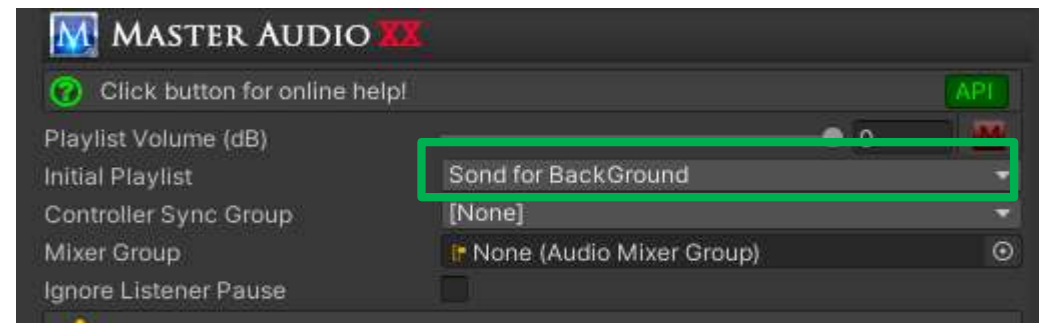 MASTER AUDIO XX
Click button for online help! API
Playlist Volume (dB) 0 M
Initial Playlist Sond for BackGround
Controller Sync Group [None]
Mixer Group None (Audio Mixer Group)
Ignore Listener Pause